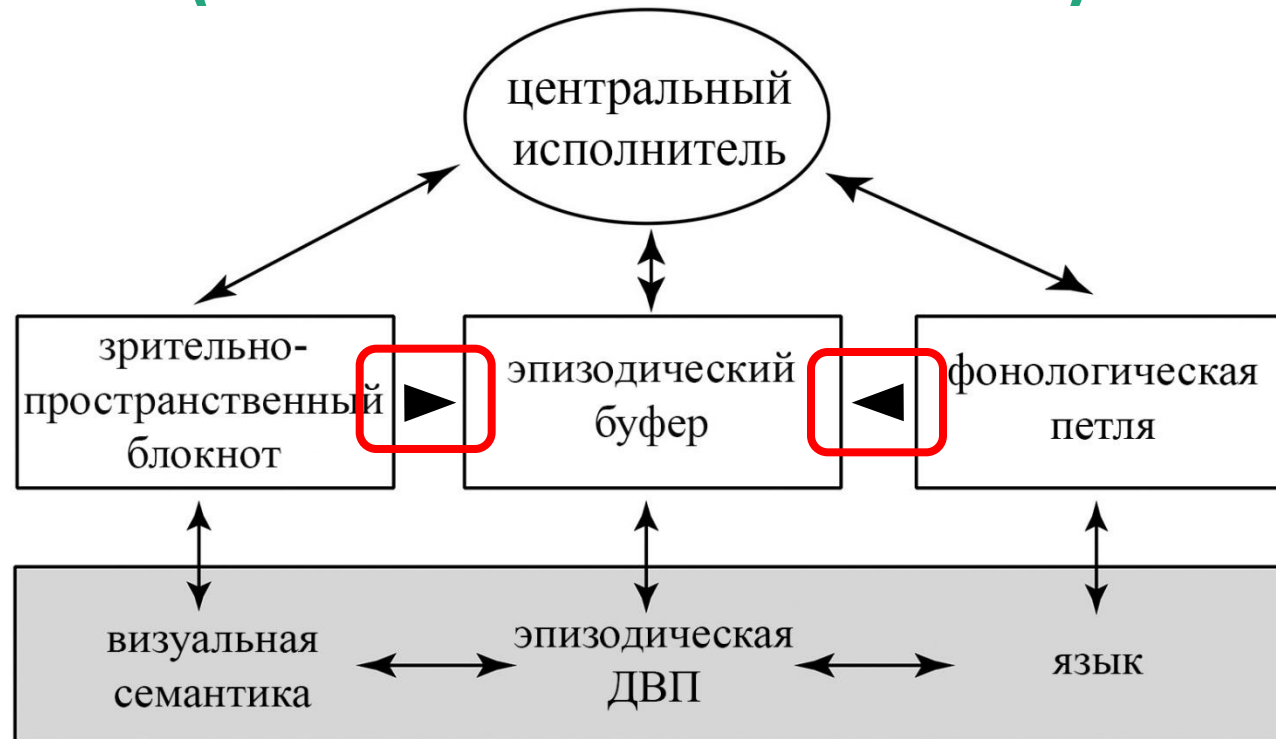 центральный
исполнитель
зрительно-
пространственный
блокнот
эпизодический
буфер
фонологическая
петля
визуальная
семантика
эпизодическая
ДВП
язык